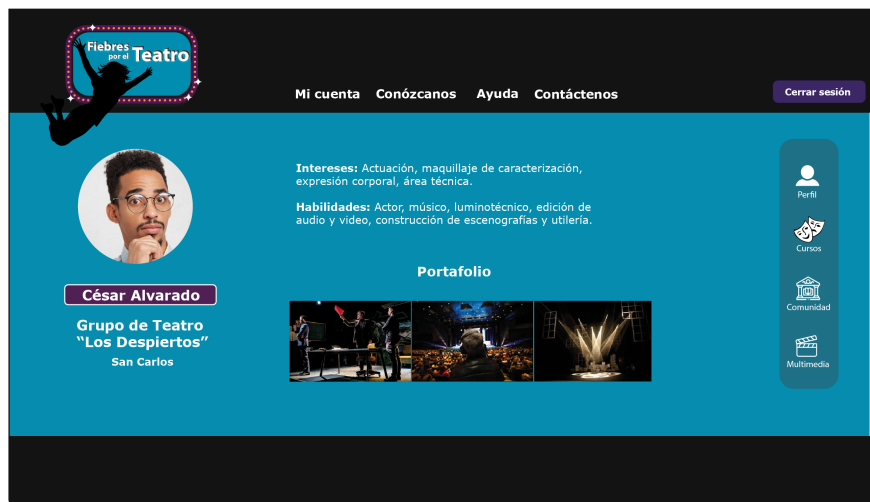 Fiebres
por el Teatro
Mi cuenta Conózcanos Ayuda Contáctenos
Cerrar sesión
Intereses: Actuación, maquillaje de caracterización,
expresión corporal, área técnica.
Habilidades: Actor, músico, luminotécnico, edición de
audio y video, construcción de escenografías y utilería.
Portafolio
César Alvarado
Grupo de Teatro
“Los Despiertos”
San Carlos
Perfil
Cursos
Comunidad
Multimedia